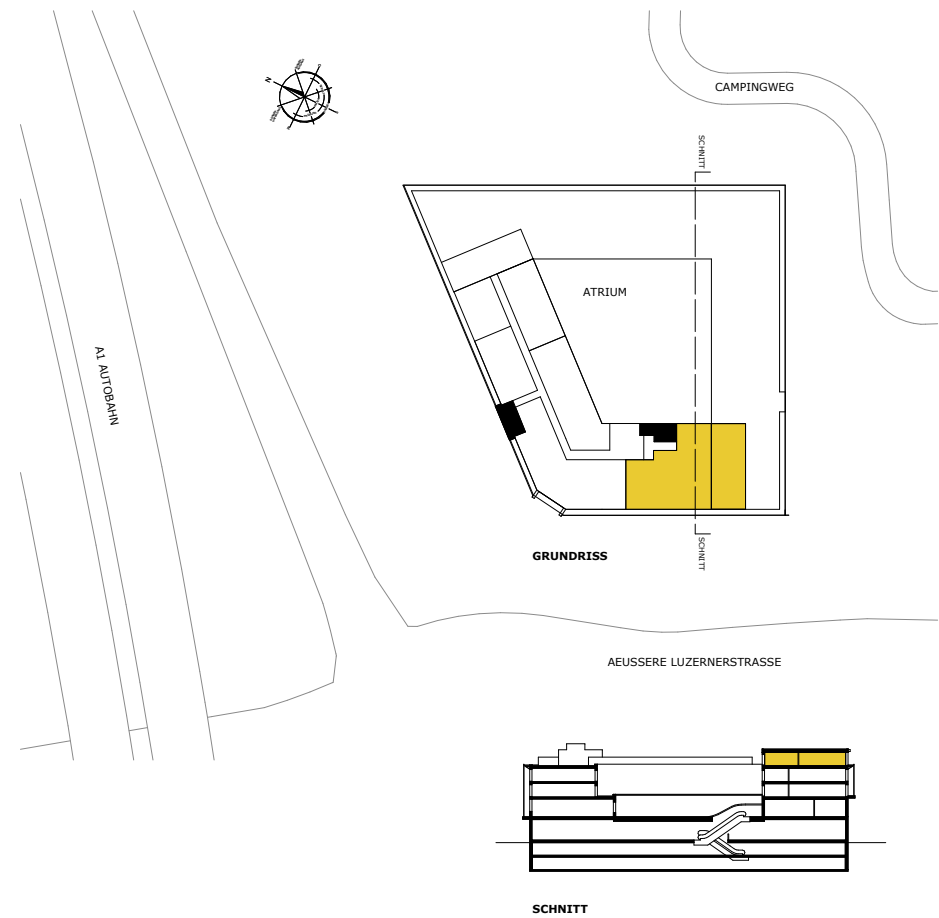 CAMPINGWEG
N
SCHNITT
ATRIUM
A1 AUTOBAHN
SCHNITT
GRUNDRISS
AEUSSERE LUZERNERSTRASSE
SCHNITT